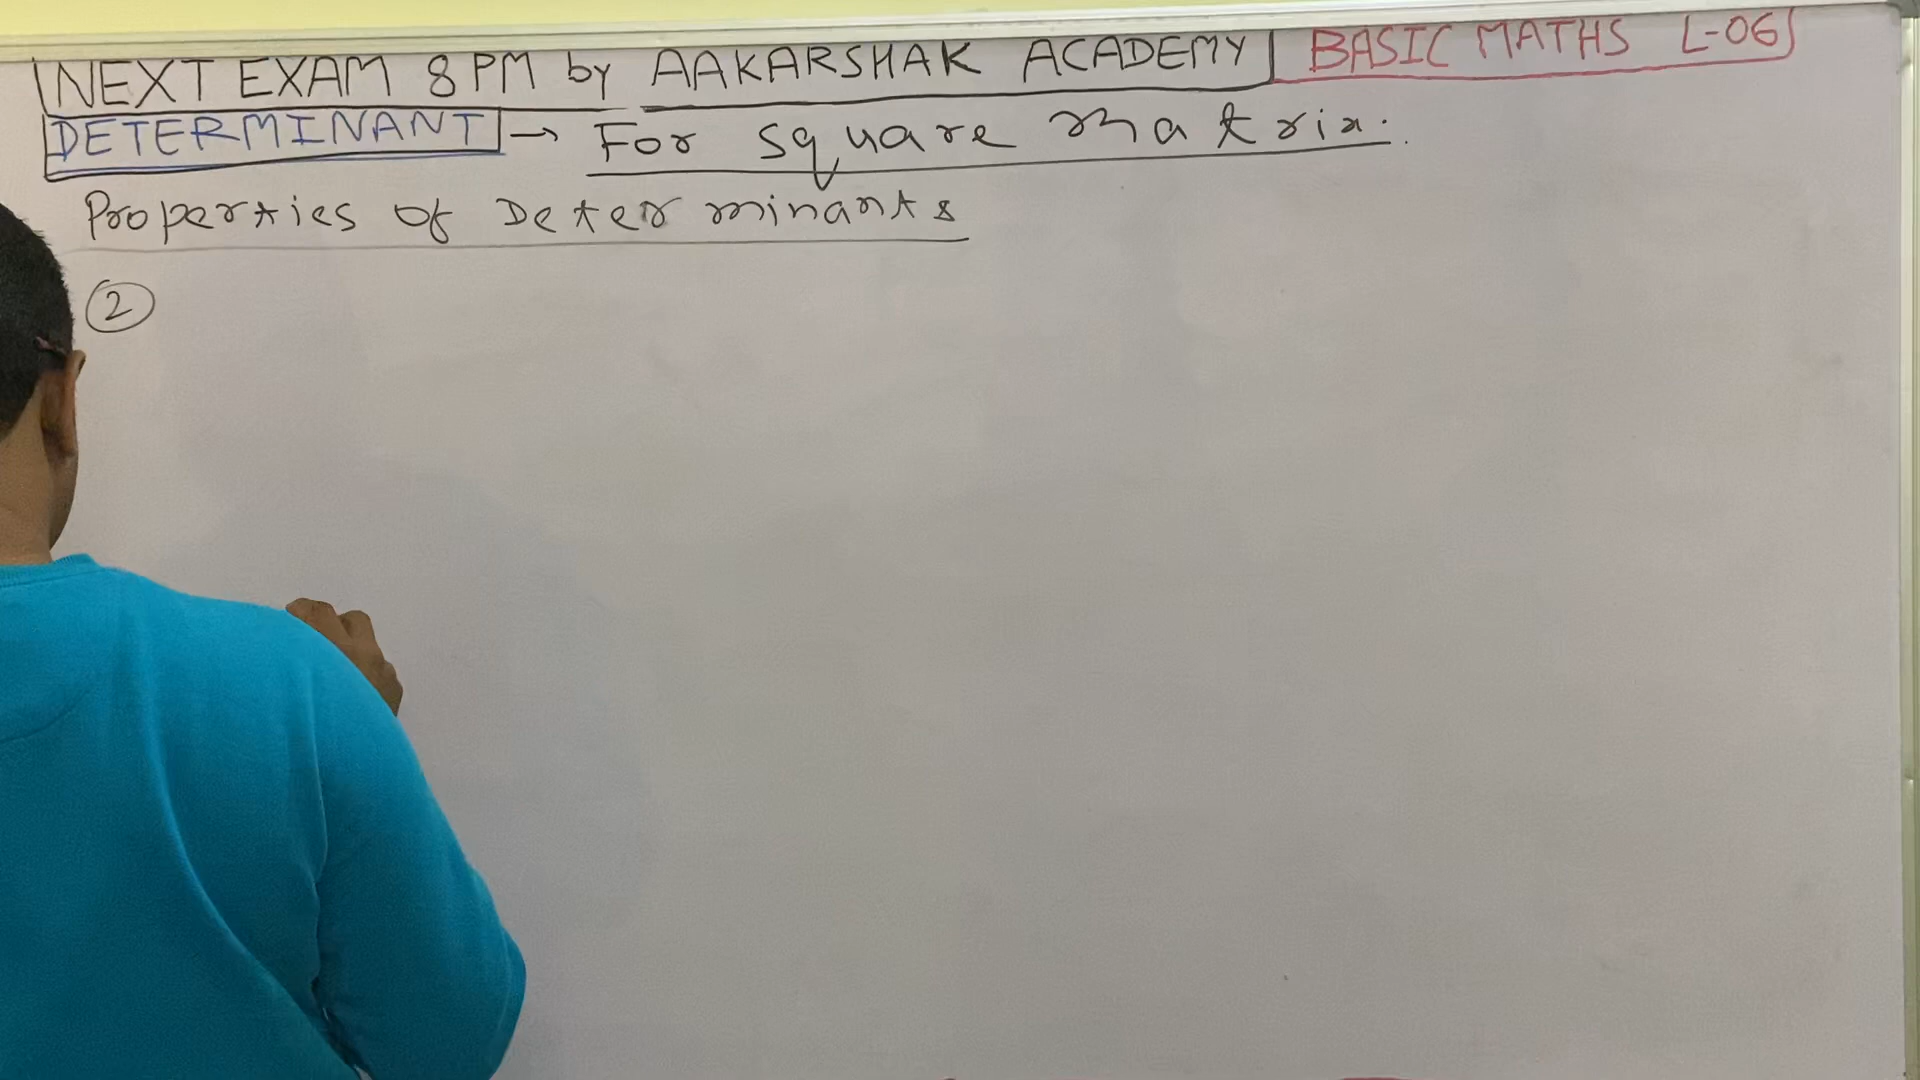 NEXT EXAM 8 PM by AAKARSHAK ACADEMY BASIC MATHS L-06
DETERMINANT → For square matrix.
Properties of Determinants
2